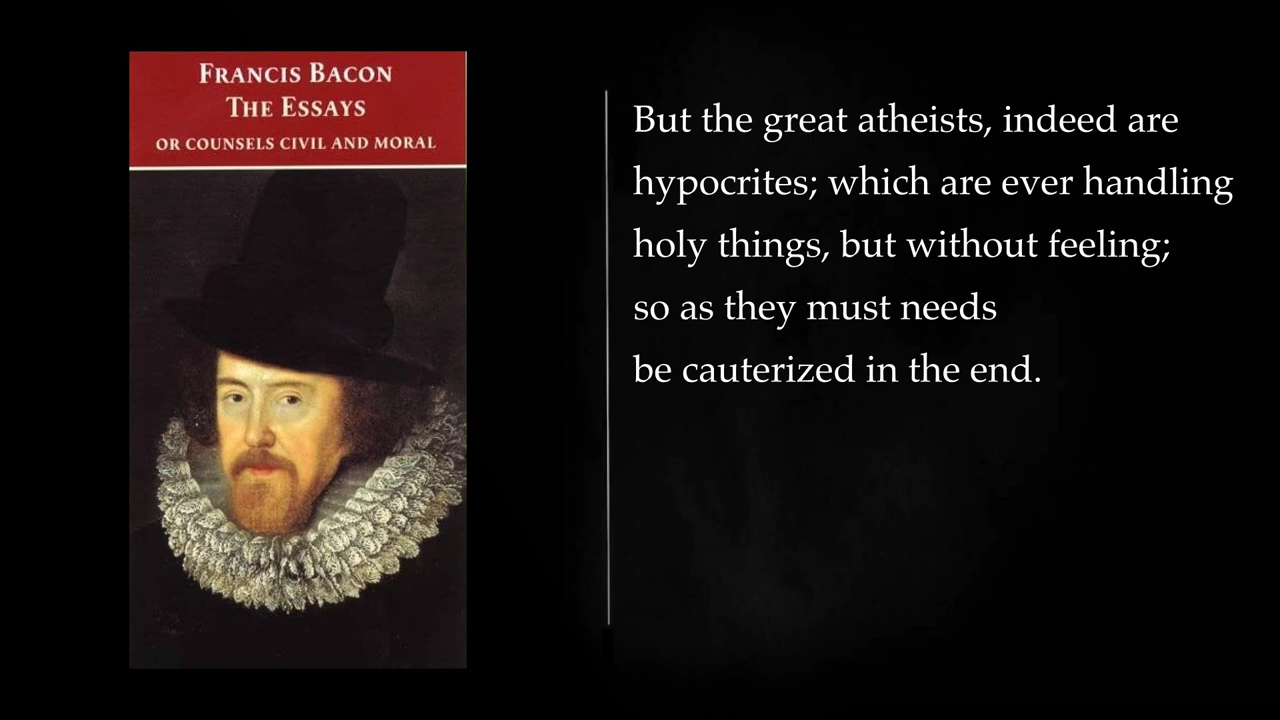 FRANCIS BACON
THE ESSAYS
OR COUNSELS CIVIL AND MORAL
But the great atheists, indeed are
hypocrites; which are ever handling
holy things, but without feeling;
so as they must needs
be cauterized in the end.